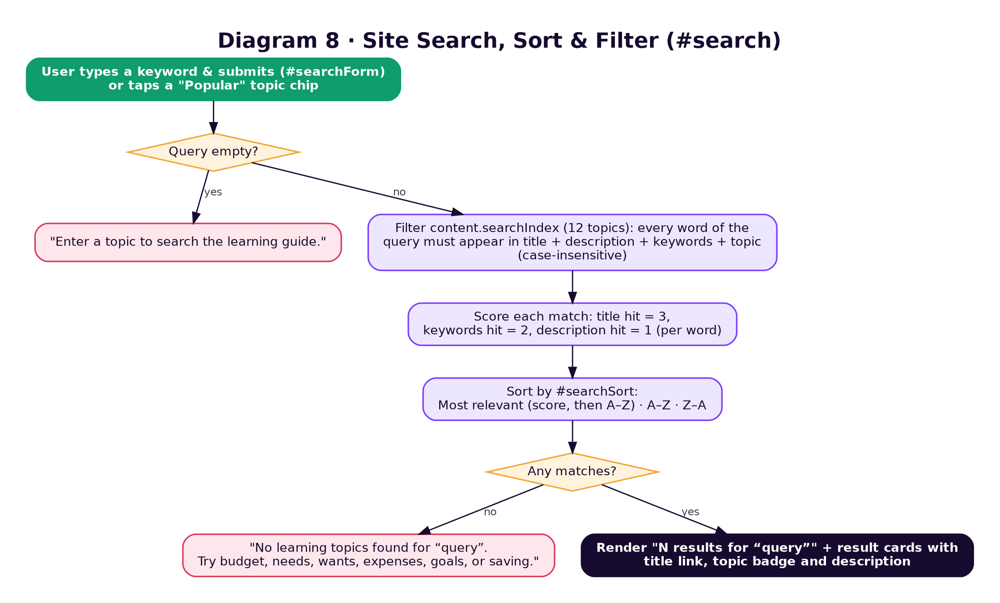 Diagram 8 · Site Search, Sort & Filter (#search)
User types a keyword & submits (#searchForm)
or taps a "Popular" topic chip
Query empty?
yes
no
"Enter a topic to search the learning guide."
Filter content.searchIndex (12 topics): every word of the
query must appear in title + description + keywords + topic
(case-insensitive)
Score each match: title hit = 3,
keywords hit = 2, description hit = 1 (per word)
Sort by #searchSort:
Most relevant (score, then A–Z) · A–Z · Z–A
Any matches?
no
yes
"No learning topics found for “query”.
Try budget, needs, wants, expenses, goals, or saving."
Render "N results for “query”" + result cards with
title link, topic badge and description